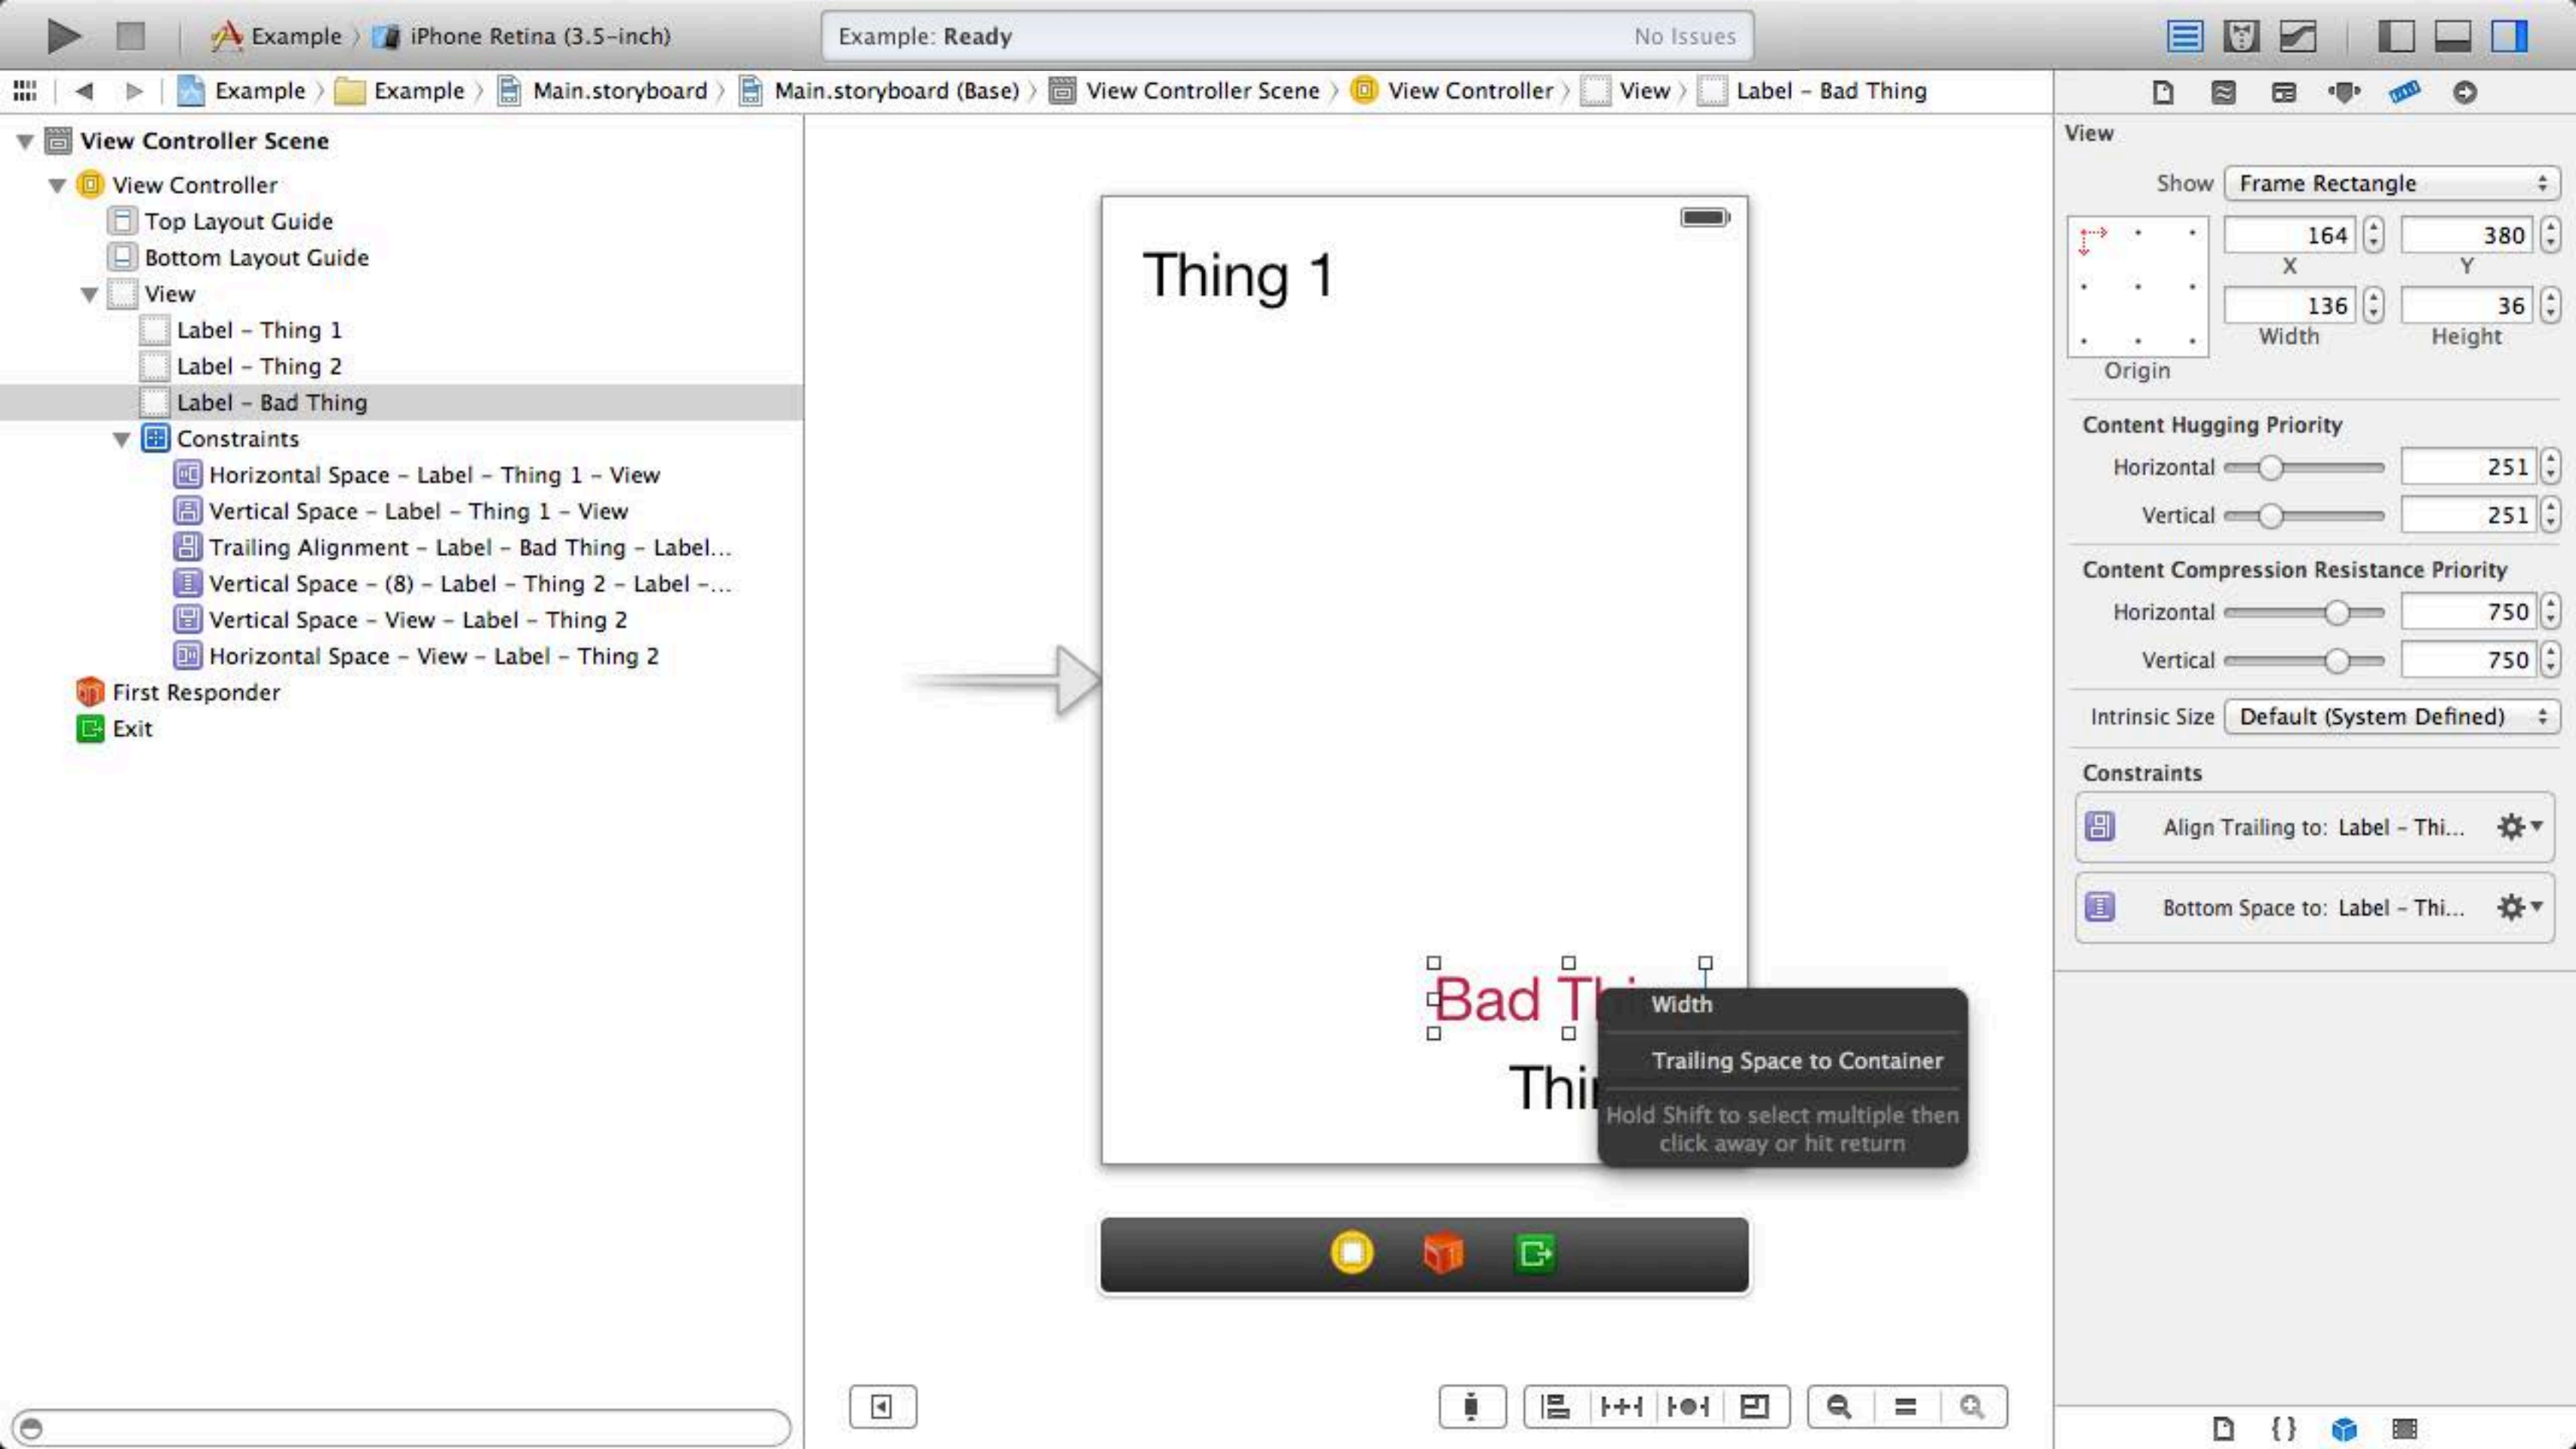 Example iPhone Retina (3.5-inch)
Example: Ready No Issues
Example Example Main.storyboard Main.storyboard (Base) View Controller Scene View Controller View Label – Bad Thing
View Controller Scene
View Controller
Top Layout Guide
Bottom Layout Guide
View
Label – Thing 1
Label – Thing 2
Label – Bad Thing
Constraints
Horizontal Space – Label – Thing 1 – View
Vertical Space – Label – Thing 1 – View
Trailing Alignment – Label – Bad Thing – Label...
Vertical Space – (8) – Label – Thing 2 – Label –...
Vertical Space – View – Label – Thing 2
Horizontal Space – View – Label – Thing 2
First Responder
Exit
Thing 1
Bad Thi
Width
Trailing Space to Container
Thi
Hold Shift to select multiple then
click away or hit return
View
Show Frame Rectangle
164 380
X Y
136 36
Width Height
Origin
Content Hugging Priority
Horizontal 251
Vertical 251
Content Compression Resistance Priority
Horizontal 750
Vertical 750
Intrinsic Size Default (System Defined)
Constraints
Align Trailing to: Label – Thi...
Bottom Space to: Label – Thi...